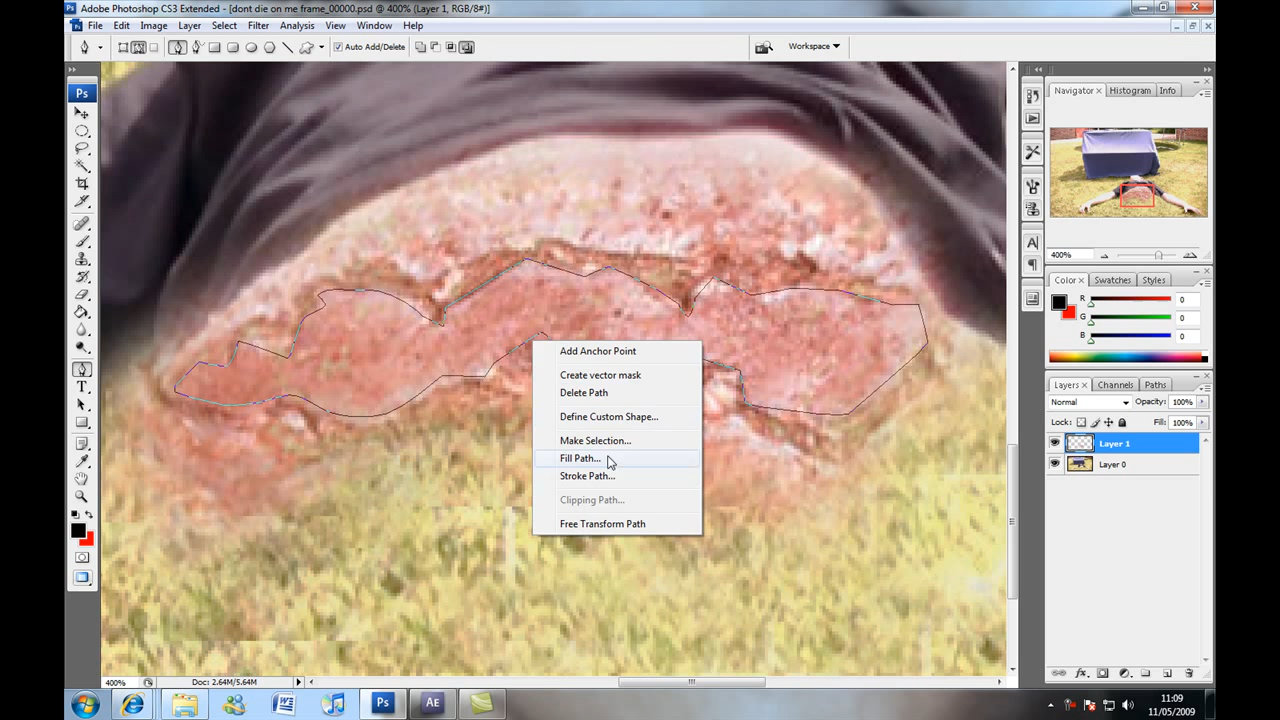 Adobe Photoshop CS3 Extended - [dont die on me frame_00000.psd @ 400% (Layer 1, RGB/8#)]
File Edit Image Layer Select Filter Analysis View Window Help
Auto Add/Delete
Workspace
Ps
Navigator Histogram Info
400%
Color Swatches Styles
R 0
G 0
B 0
Layers Channels Paths
Normal Opacity: 100%
Lock: Fill: 100%
Layer 1
Layer 0
Add Anchor Point
Create vector mask
Delete Path
Define Custom Shape...
Make Selection...
Fill Path...
Stroke Path...
Clipping Path...
Free Transform Path
400% Doc: 2.64M/5.64M
Ps AE
11:09
11/05/2009